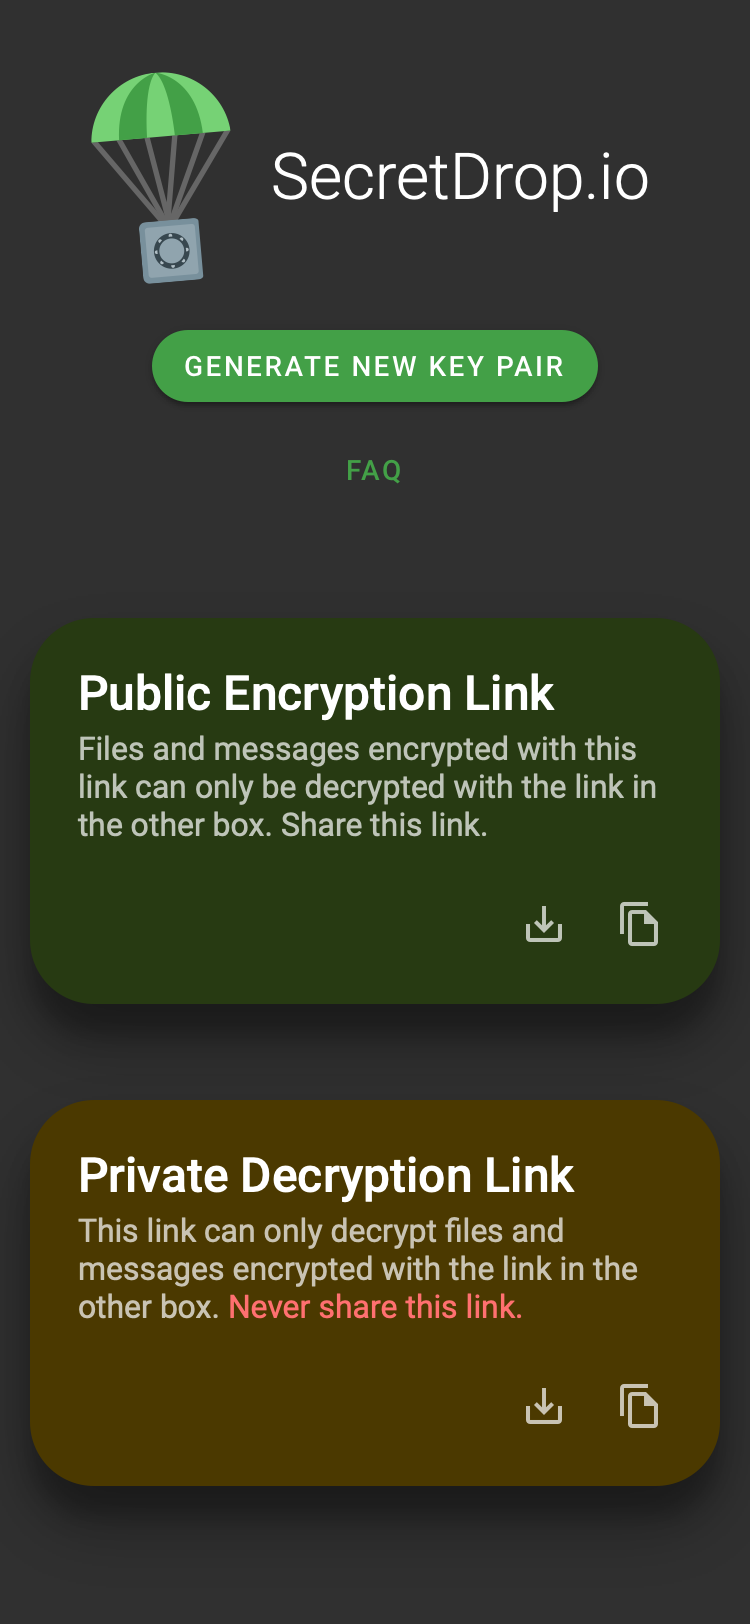 SecretDrop.io
GENERATE NEW KEY PAIR
FAQ
Public Encryption Link
Files and messages encrypted with this
link can only be decrypted with the link in
the other box. Share this link.
Private Decryption Link
This link can only decrypt files and
messages encrypted with the link in the
other box. Never share this link.